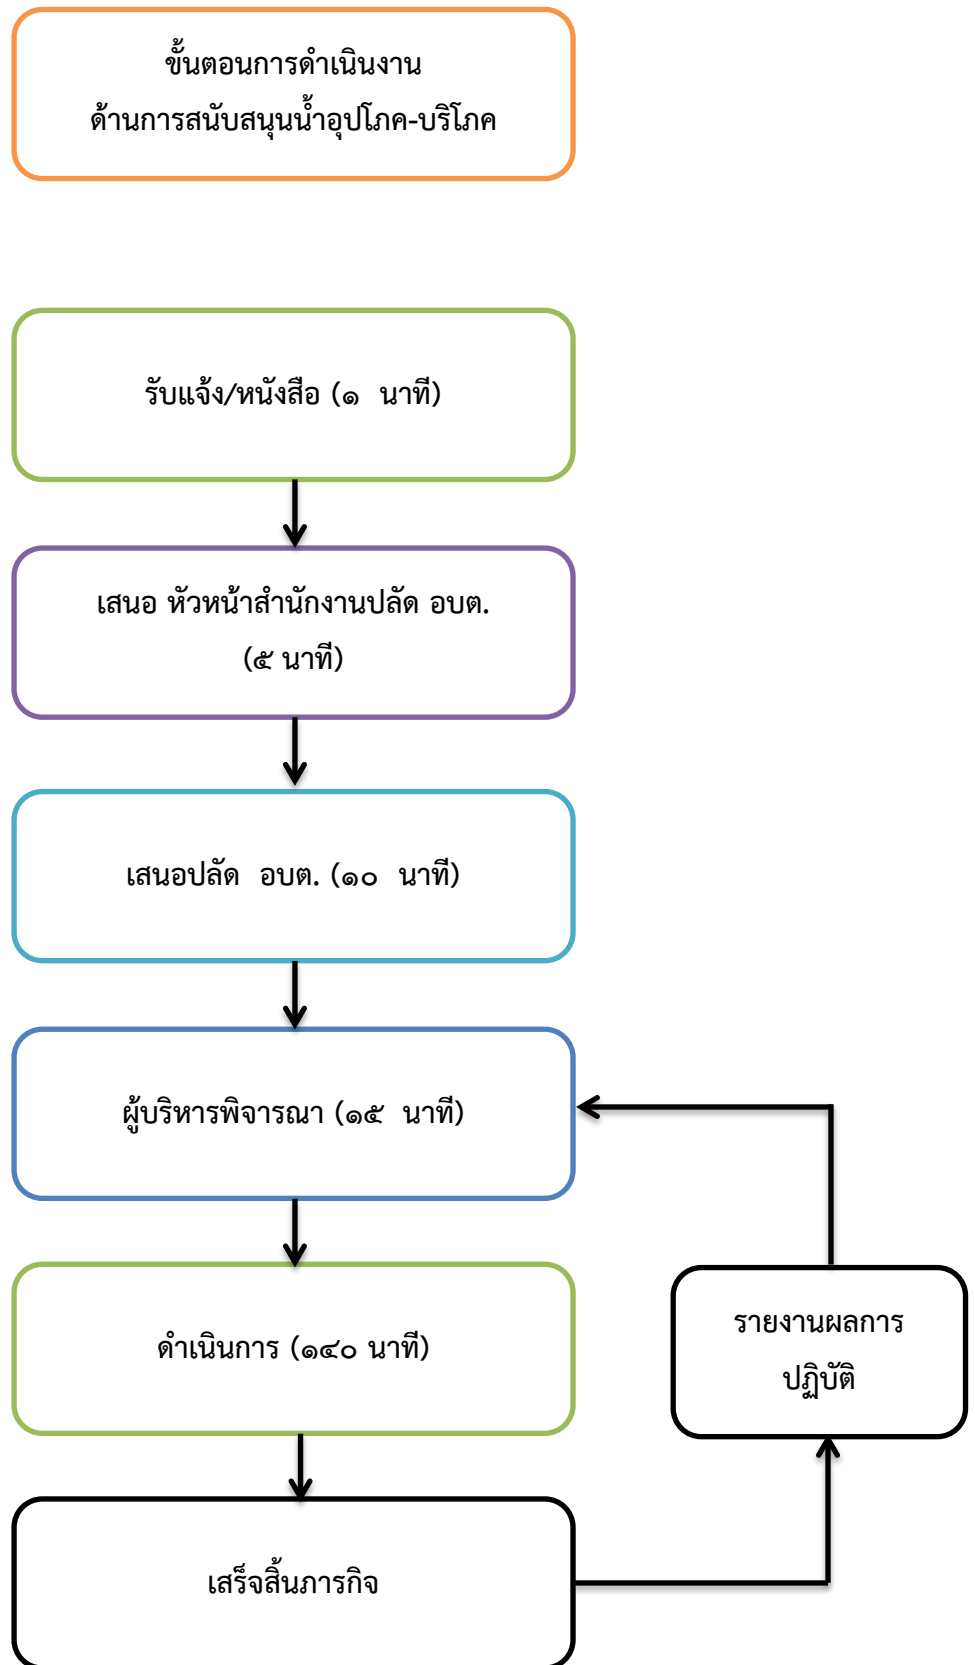 ขั้นตอนการดำเนินงาน
ด้านการสนับสนุนน้ำอุปโภค-บริโภค
รับแจ้ง/หนังสือ (๑ นาที)
เสนอ หัวหน้าสำนักงานปลัด อบต.
(๕ นาที)
เสนอปลัด อบต. (๑๐ นาที)
ผู้บริหารพิจารณา (๑๕ นาที)
ดำเนินการ (๑๔๐ นาที)
รายงานผลการ
ปฏิบัติ
เสร็จสิ้นภารกิจ